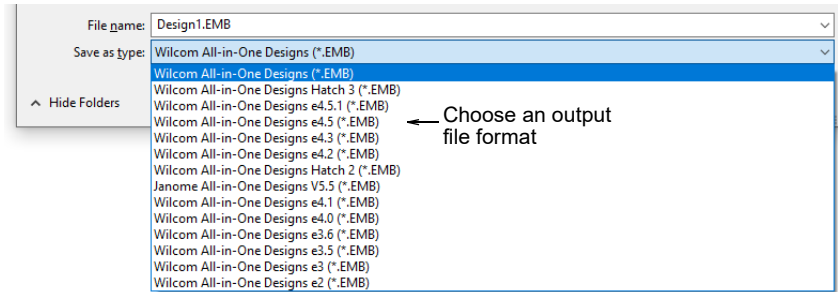 File name: Design1.EMB
Save as type: Wilcom All-in-One Designs (*.EMB)
Wilcom All-in-One Designs (*.EMB)
Wilcom All-in-One Designs Hatch 3 (*.EMB)
Wilcom All-in-One Designs e4.5.1 (*.EMB)
Wilcom All-in-One Designs e4.5 (*.EMB)
Wilcom All-in-One Designs e4.3 (*.EMB)
Wilcom All-in-One Designs e4.2 (*.EMB)
Wilcom All-in-One Designs Hatch 2 (*.EMB)
Janome All-in-One Designs V5.5 (*.EMB)
Wilcom All-in-One Designs e4.1 (*.EMB)
Wilcom All-in-One Designs e4.0 (*.EMB)
Wilcom All-in-One Designs e3.6 (*.EMB)
Wilcom All-in-One Designs e3.5 (*.EMB)
Wilcom All-in-One Designs e3 (*.EMB)
Wilcom All-in-One Designs e2 (*.EMB)
Hide Folders
Choose an output
file format